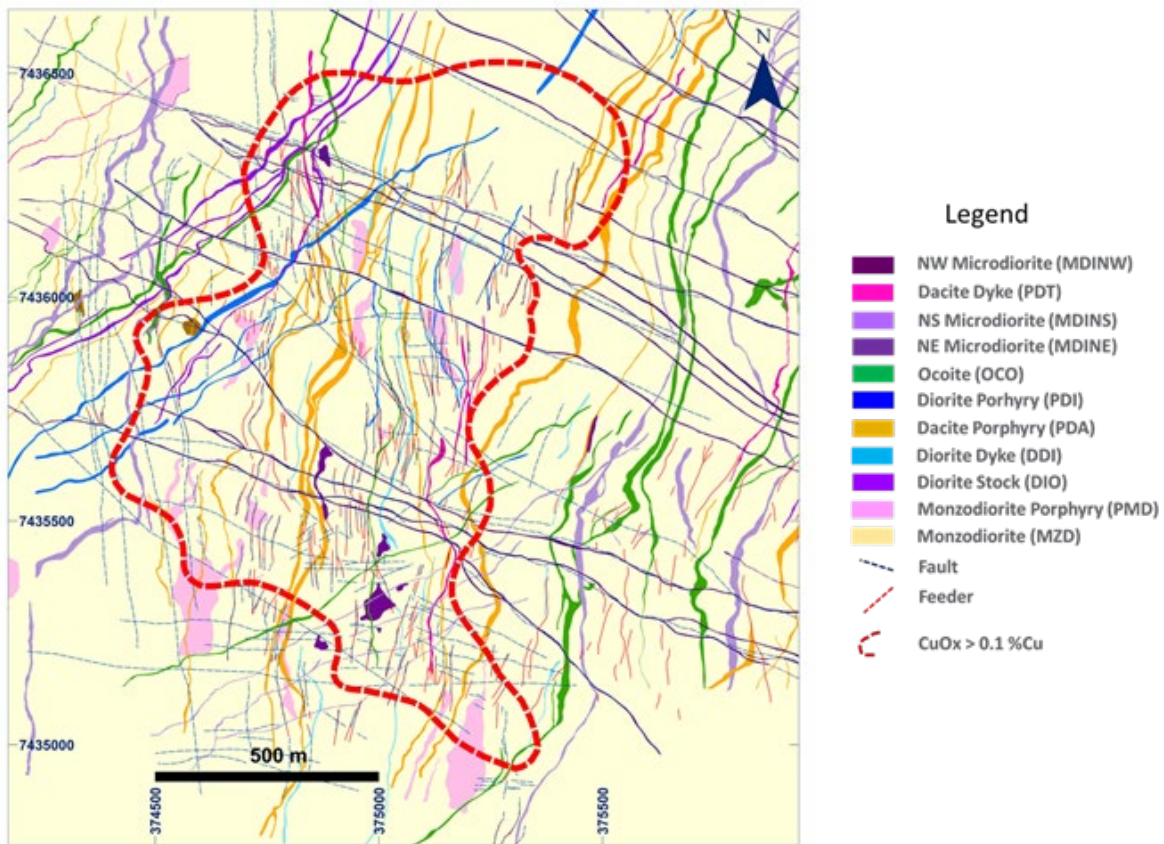 N
7436500
7436000
7435500
7435000
500 m
374500
375000
375500
Legend
NW Microdiorite (MDINW)
Dacite Dyke (PDT)
NS Microdiorite (MDINS)
NE Microdiorite (MDINE)
Ocoite (OCO)
Diorite Porhyry (PDI)
Dacite Porphyry (PDA)
Diorite Dyke (DDI)
Diorite Stock (DIO)
Monzodiorite Porphyry (PMD)
Monzodiorite (MZD)
Fault
Feeder
CuOx > 0.1 %Cu